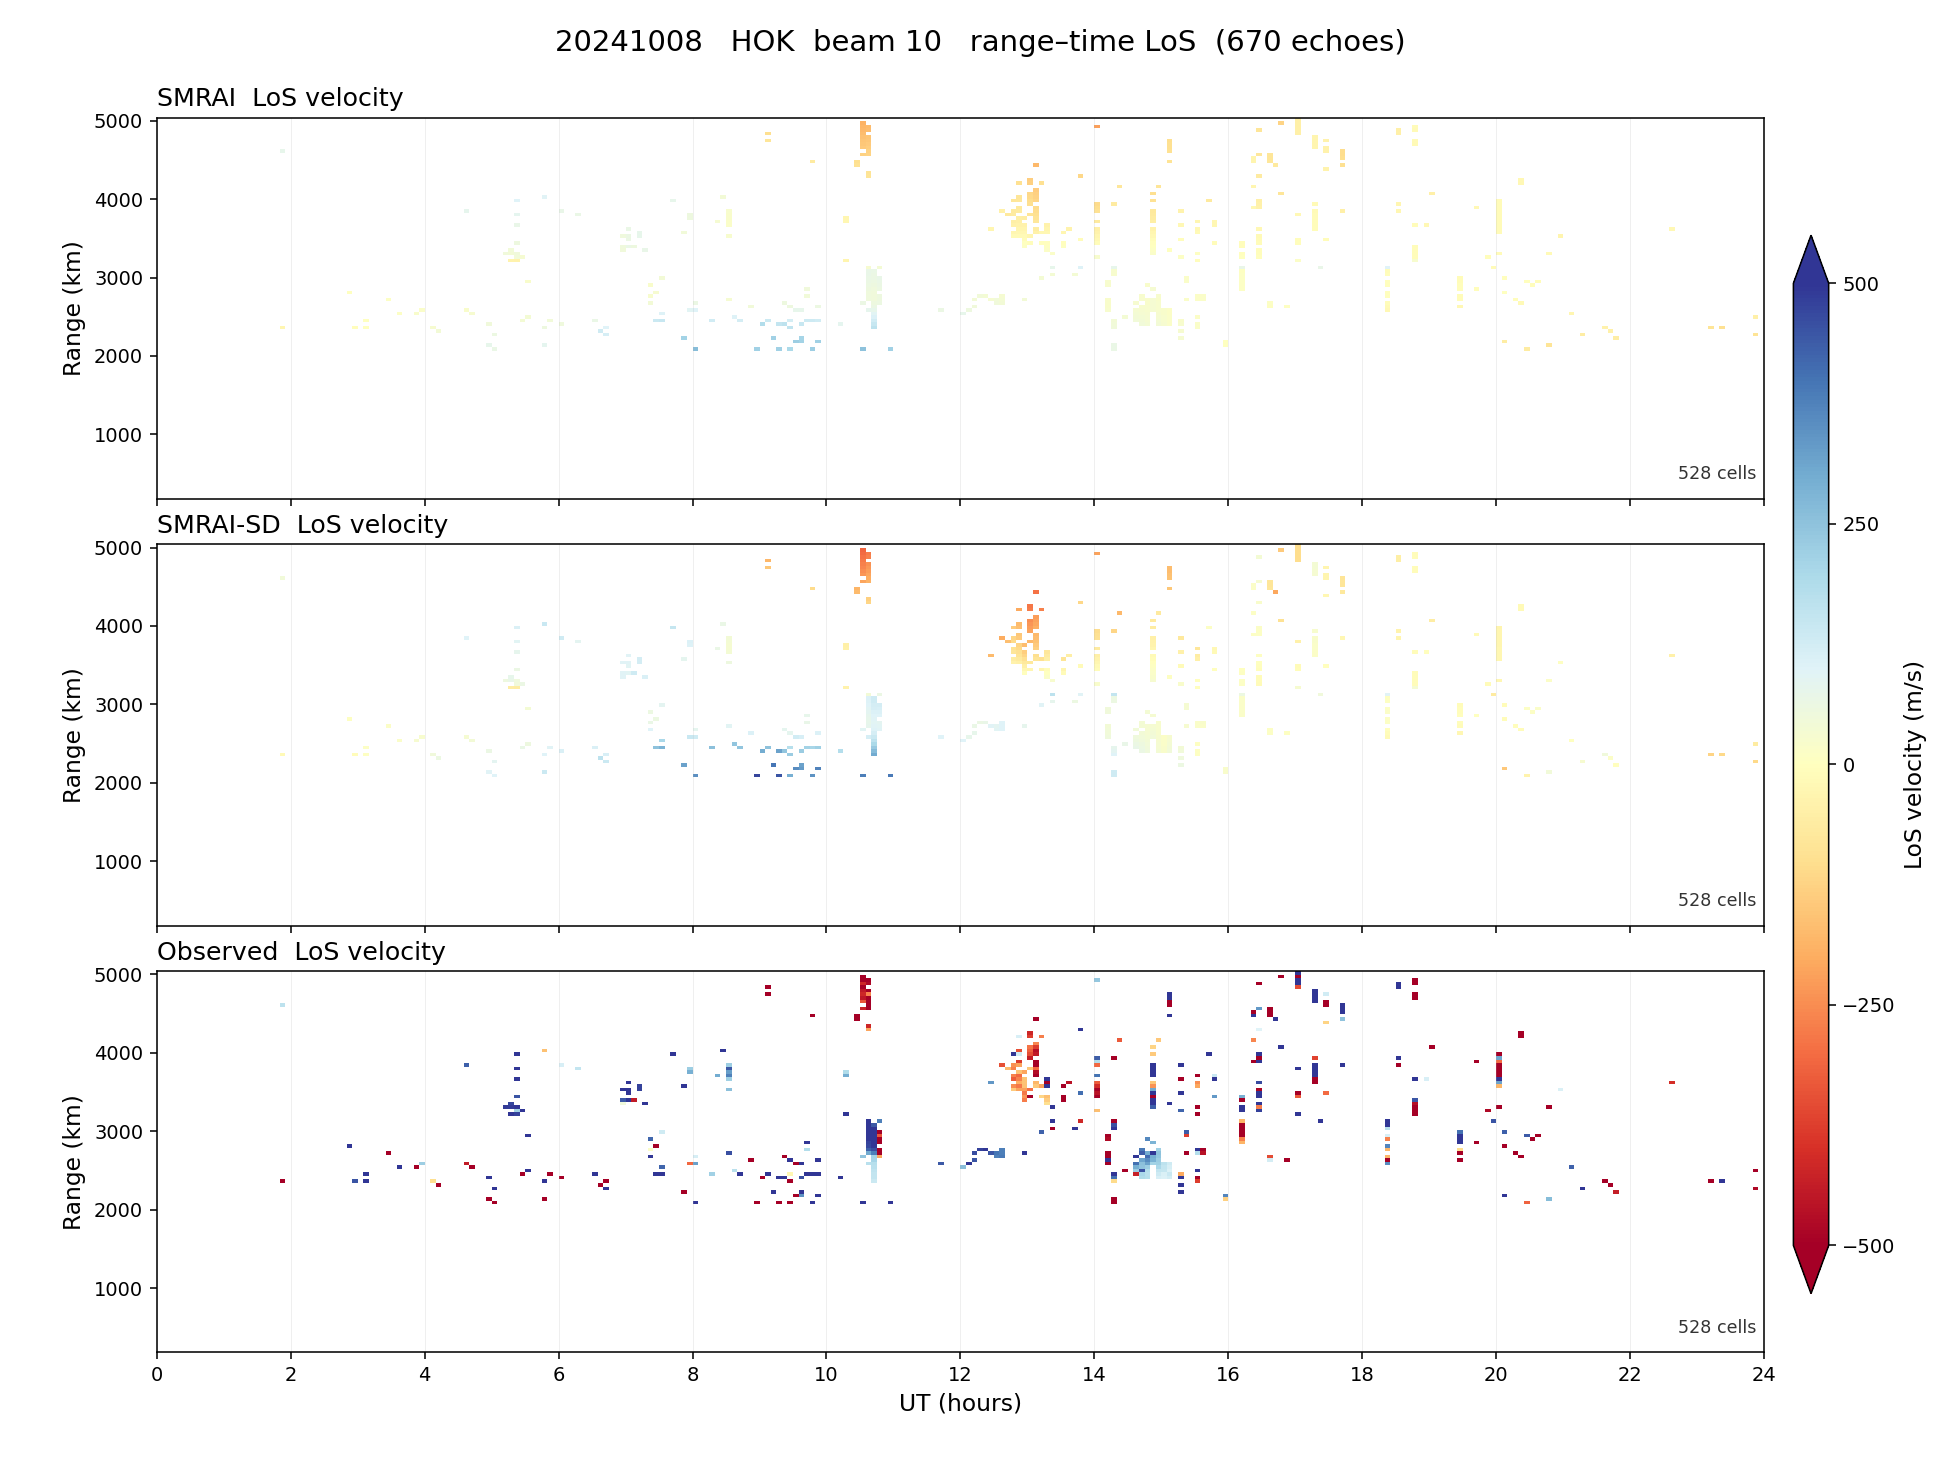 20241008   HOK  beam 10   range–time LoS  (670 echoes)
SMRAI  LoS velocity
5000
4000
3000
2000
1000
Range (km)
528 cells
SMRAI-SD  LoS velocity
5000
4000
3000
2000
1000
Range (km)
528 cells
Observed  LoS velocity
5000
4000
3000
2000
1000
Range (km)
528 cells
0 2 4 6 8 10 12 14 16 18 20 22 24
UT (hours)
500
250
0
−250
−500
LoS velocity (m/s)